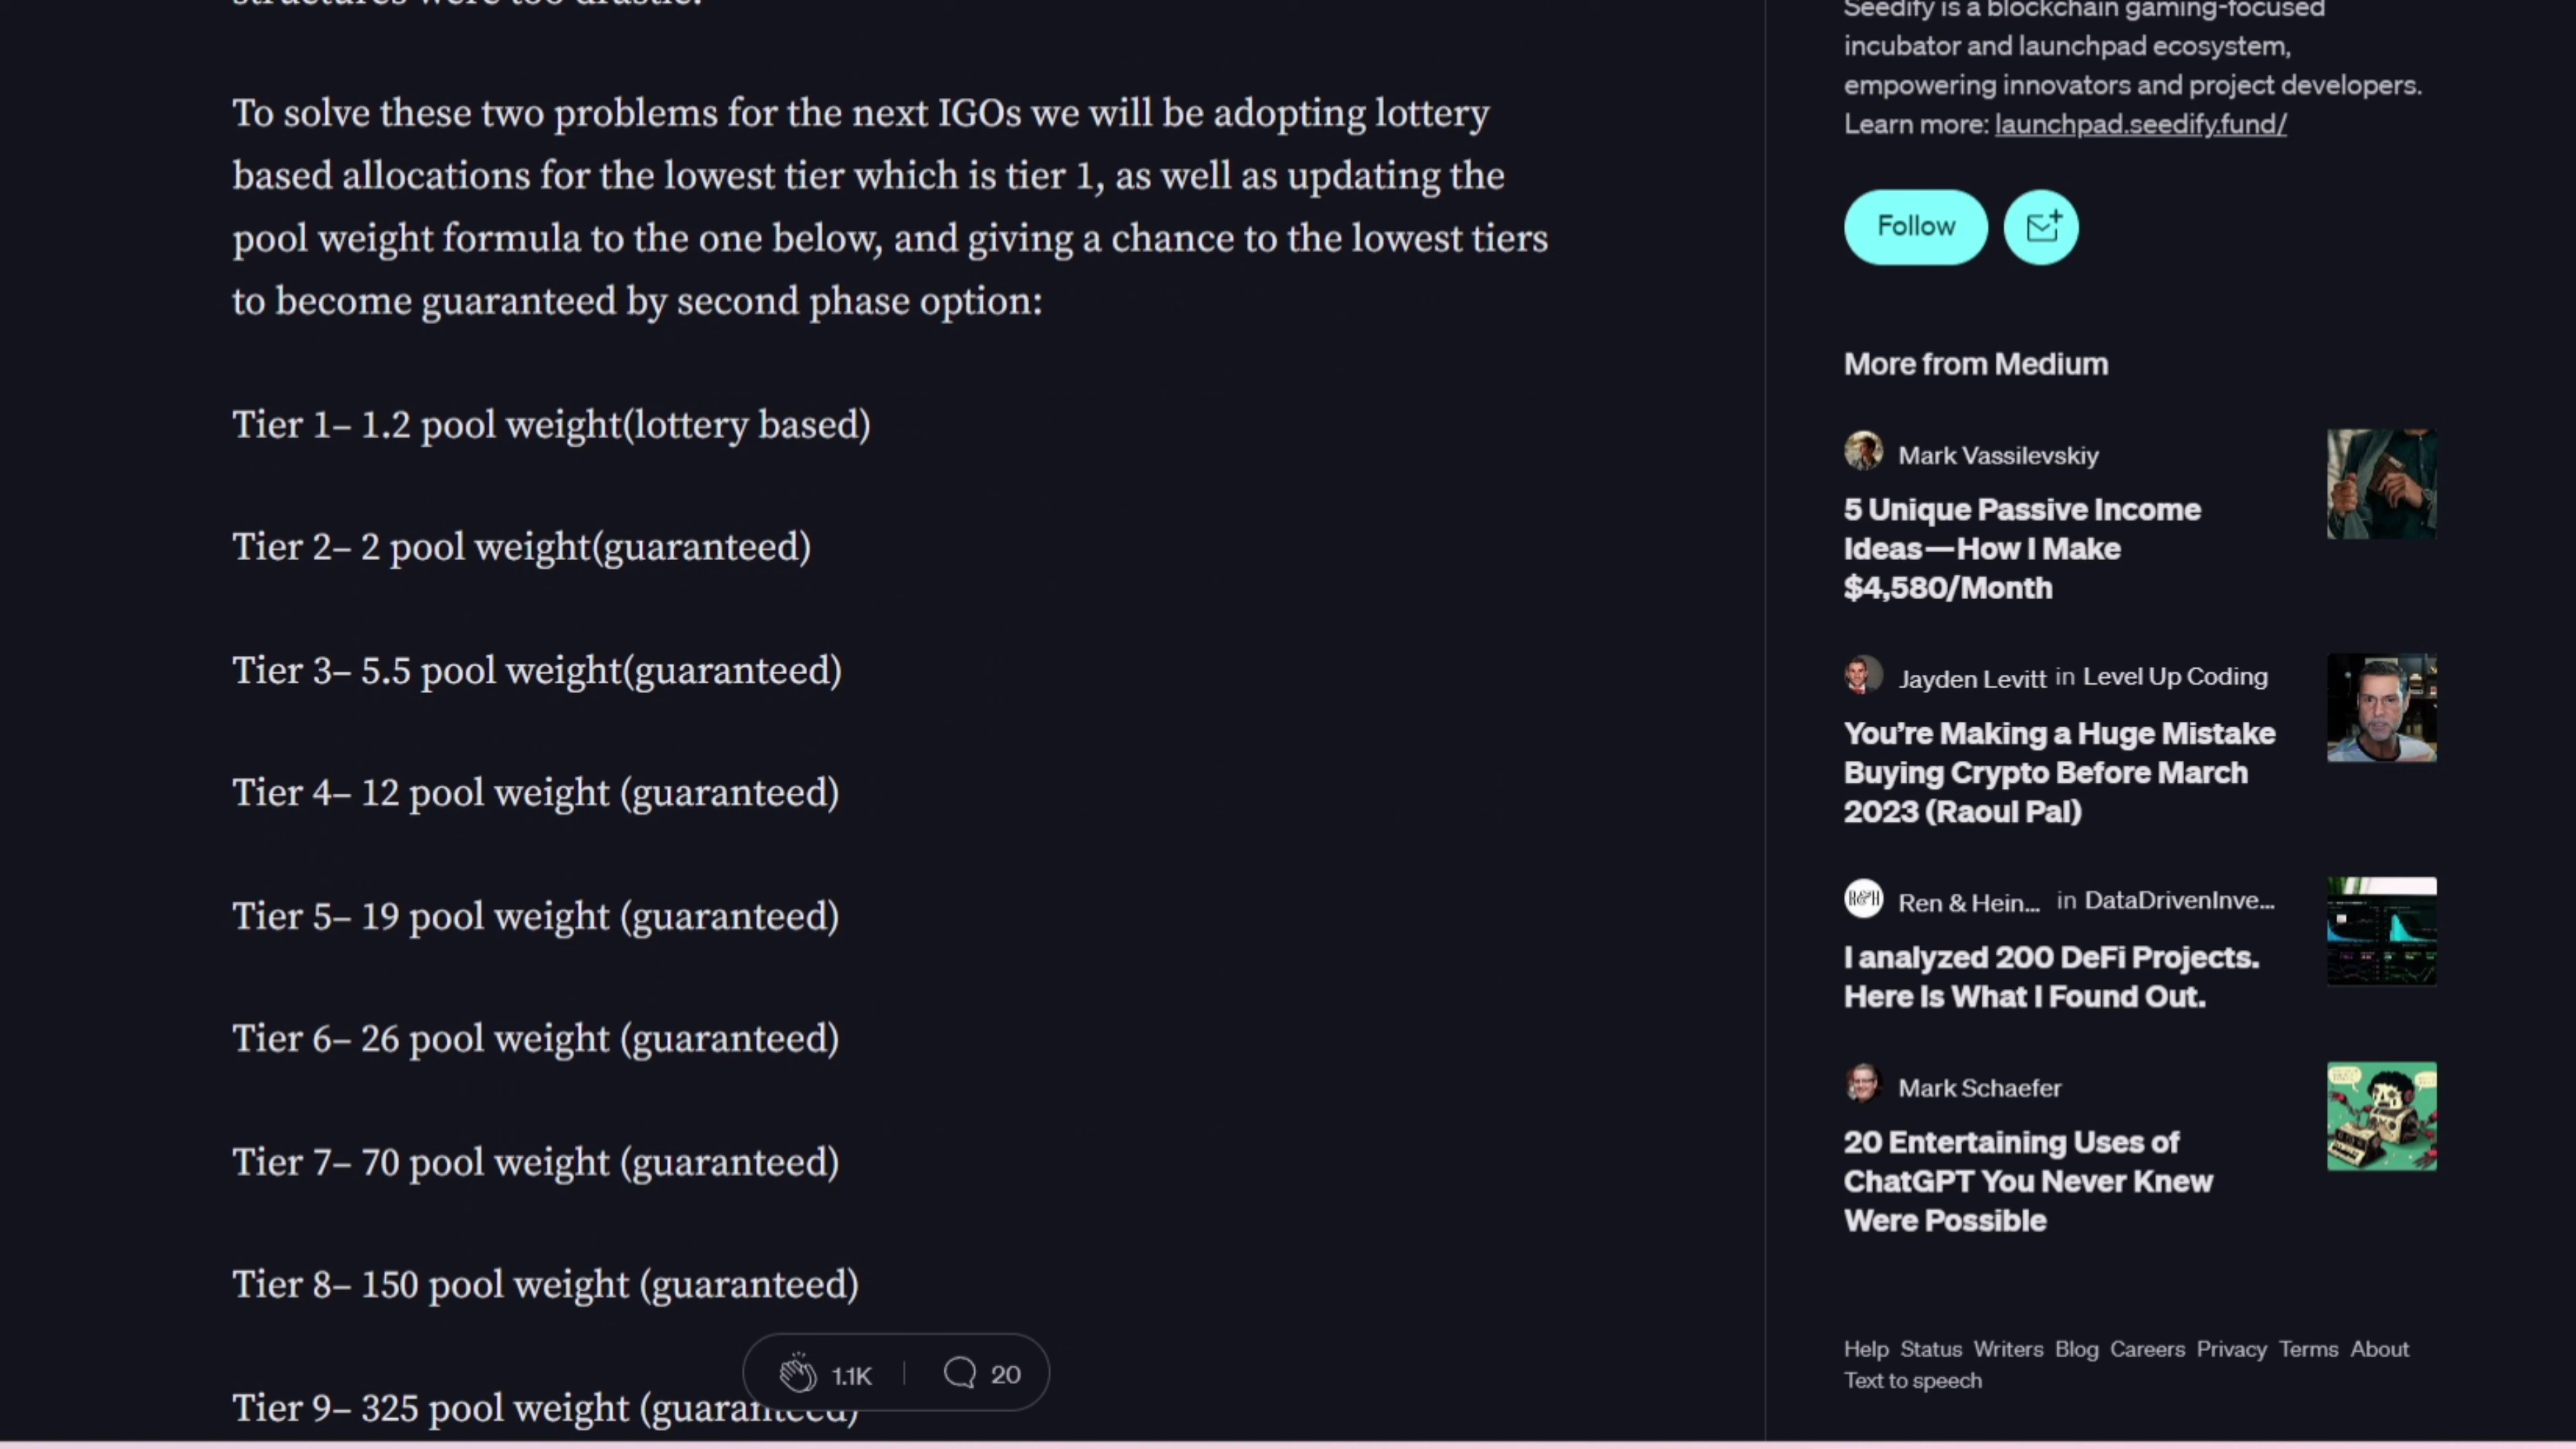 structures were too drastic.
To solve these two problems for the next IGOs we will be adopting lottery
based allocations for the lowest tier which is tier 1, as well as updating the
pool weight formula to the one below, and giving a chance to the lowest tiers
to become guaranteed by second phase option:
Tier 1– 1.2 pool weight(lottery based)
Tier 2– 2 pool weight(guaranteed)
Tier 3– 5.5 pool weight(guaranteed)
Tier 4– 12 pool weight (guaranteed)
Tier 5– 19 pool weight (guaranteed)
Tier 6– 26 pool weight (guaranteed)
Tier 7– 70 pool weight (guaranteed)
Tier 8– 150 pool weight (guaranteed)
Tier 9– 325 pool weight (guaranteed)
1.1K
20
Seedify is a blockchain gaming-focused
incubator and launchpad ecosystem,
empowering innovators and project developers.
Learn more: launchpad.seedify.fund/
Follow
More from Medium
Mark Vassilevskiy
5 Unique Passive Income
Ideas—How I Make
$4,580/Month
Jayden Levitt in Level Up Coding
You're Making a Huge Mistake
Buying Crypto Before March
2023 (Raoul Pal)
R&H
Ren & Hein... in DataDrivenInve...
I analyzed 200 DeFi Projects.
Here Is What I Found Out.
Mark Schaefer
20 Entertaining Uses of
ChatGPT You Never Knew
Were Possible
Help Status Writers Blog Careers Privacy Terms About
Text to speech